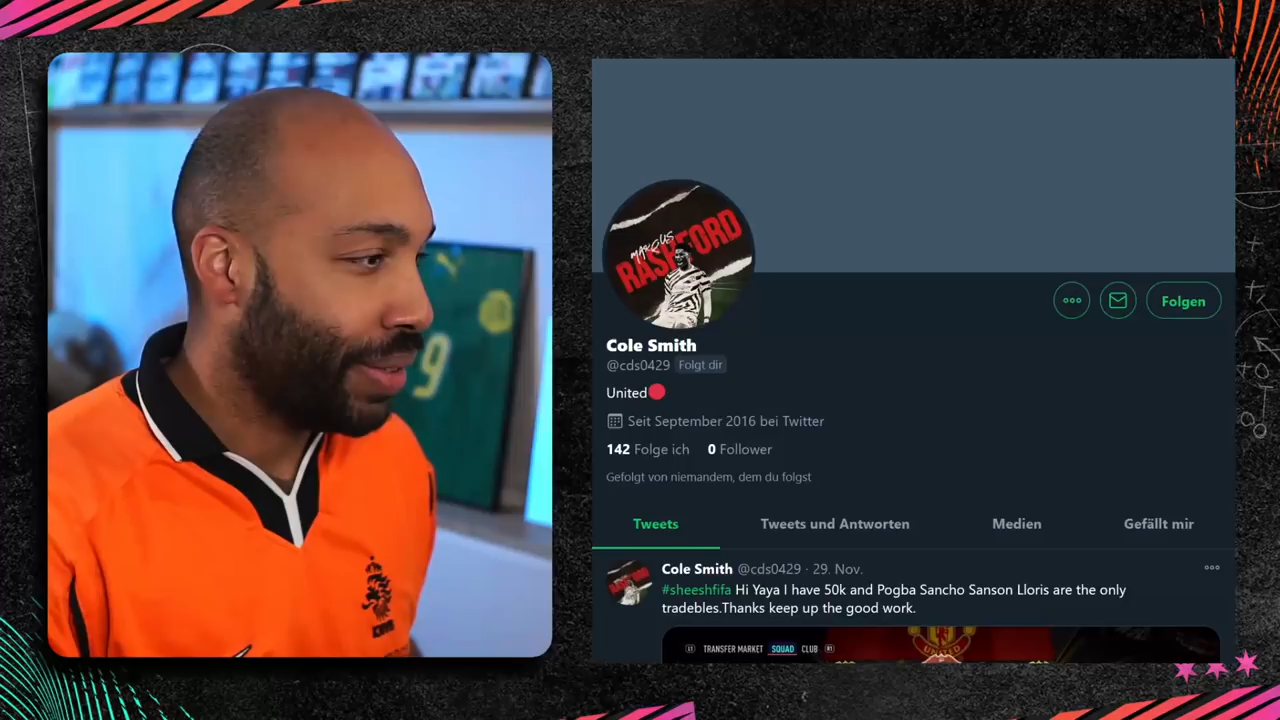 9
MARCUS
RASHFORD
Folgen
Cole Smith
@cds0429 Folgt dir
United
Seit September 2016 bei Twitter
142 Folge ich 0 Follower
Gefolgt von niemandem, dem du folgst
Tweets Tweets und Antworten Medien Gefällt mir
Cole Smith @cds0429 · 29. Nov.
#sheeshfifa Hi Yaya I have 50k and Pogba Sancho Sanson Lloris are the only
tradebles.Thanks keep up the good work.
L1 TRANSFER MARKET SQUAD CLUB R1
UNITED